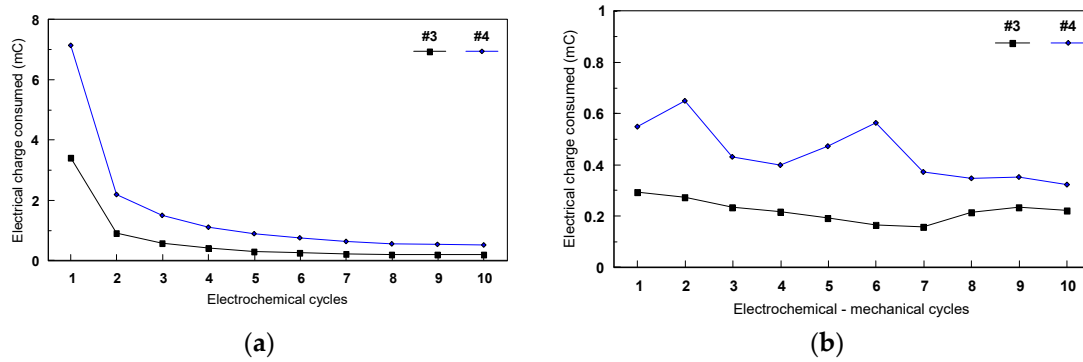 #3 #4
8
6
4
2
0
Electrical charge consumed (mC)
1 2 3 4 5 6 7 8 9 10
Electrochemical cycles
(a)
#3 #4
1
0.8
0.6
0.4
0.2
0
Electrical charge consumed (mC)
1 2 3 4 5 6 7 8 9 10
Electrochemical - mechanical cycles
(b)